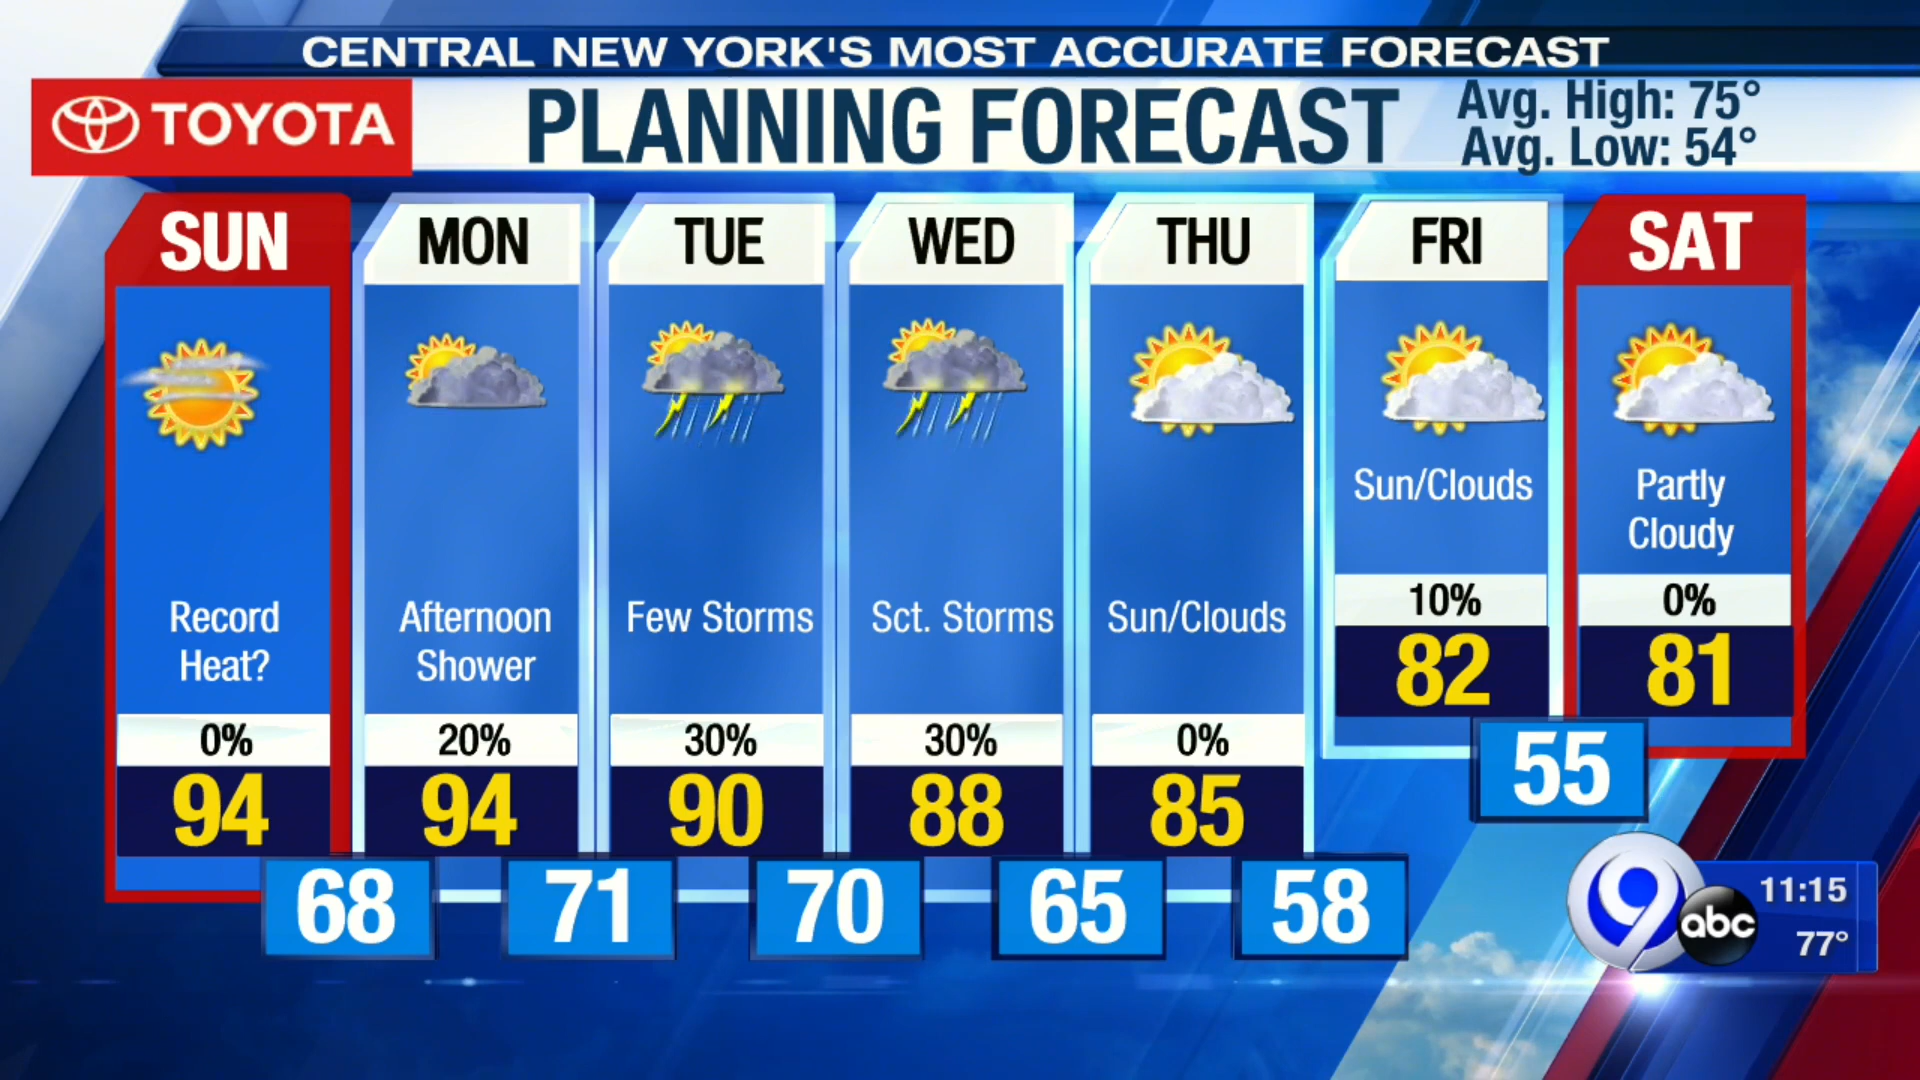 CENTRAL NEW YORK'S MOST ACCURATE FORECAST
TOYOTA
PLANNING FORECAST
Avg. High: 75°
Avg. Low: 54°
SUN
Record
Heat?
0%
94
68
MON
Afternoon
Shower
20%
94
71
TUE
Few Storms
30%
90
70
WED
Sct. Storms
30%
88
65
THU
Sun/Clouds
0%
85
58
FRI
Sun/Clouds
10%
82
55
SAT
Partly
Cloudy
0%
81
9
abc
11:15
77°